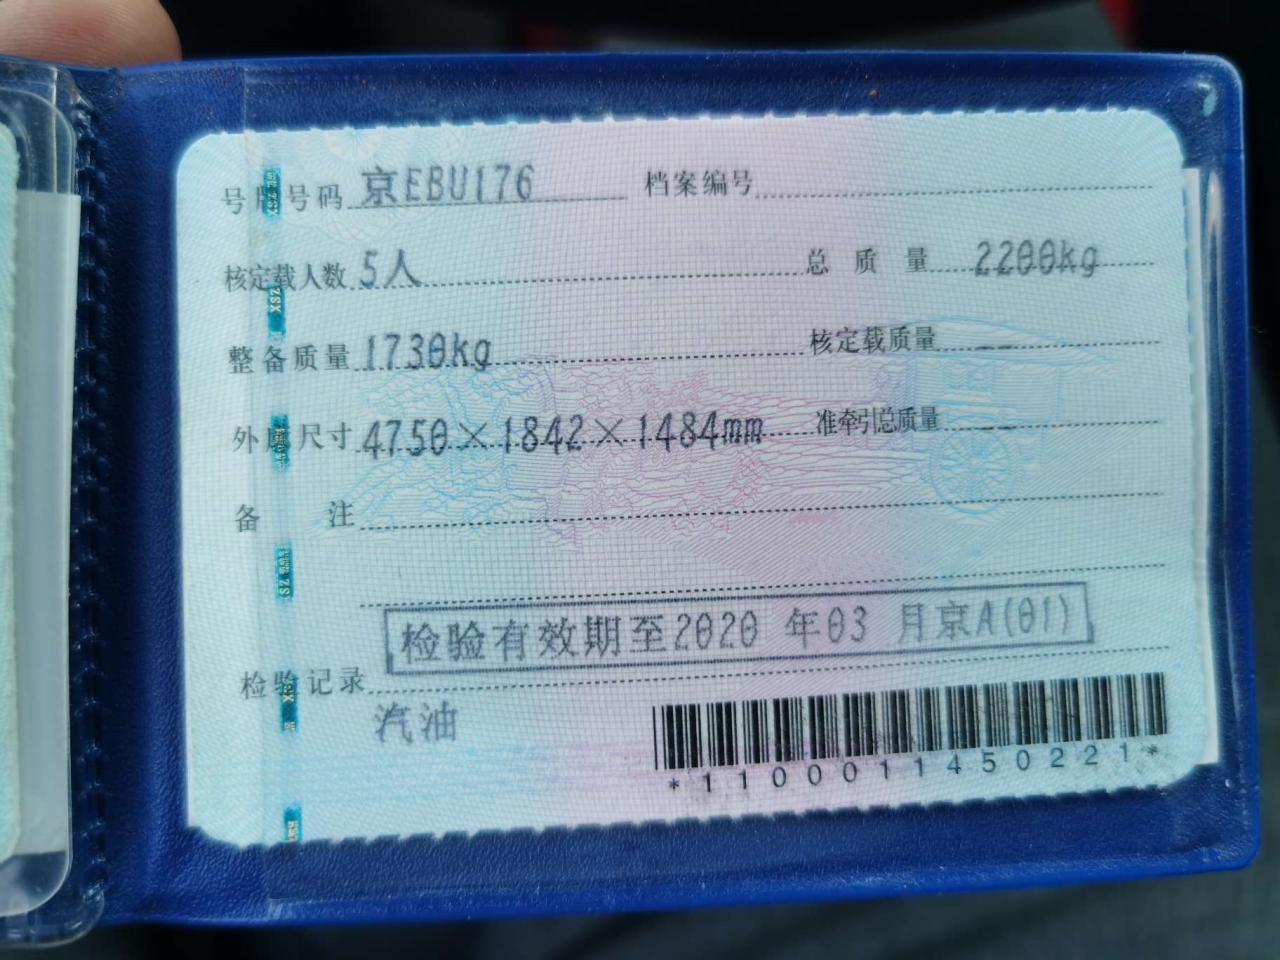 号牌号码 京EBU176 档案编号
核定载人数 5人 总质量 2200kg
整备质量 1730kg 核定载质量 ——
外廓尺寸 4750×1842×1484mm 准牵引总质量 ——
备注
检验有效期至2020 年03 月京A(01)
检验记录
汽油
*1100011450221*